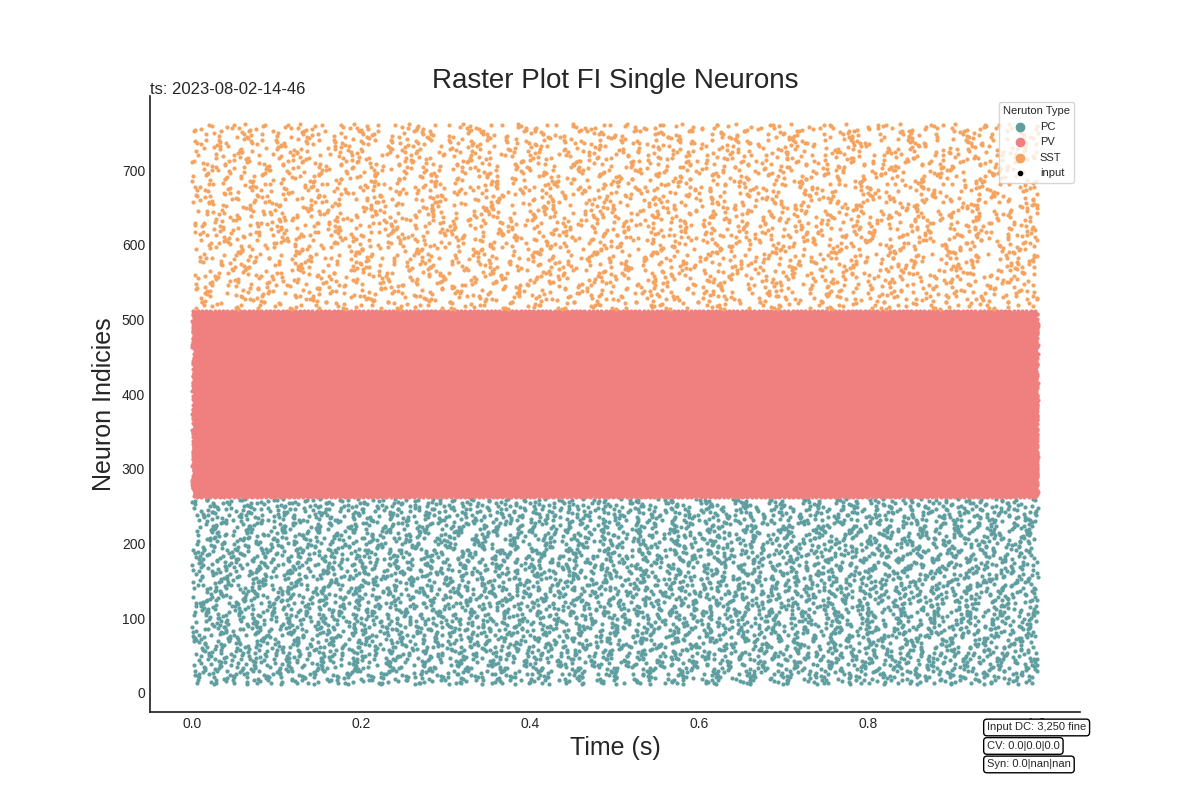 Raster Plot FI Single Neurons
ts: 2023-08-02-14-46
Neruton Type
PC
PV
SST
input
Neuron Indicies
700
600
500
400
300
200
100
0
0.0 0.2 0.4 0.6 0.8
Time (s)
Input DC: 3,250 fine
CV: 0.0|0.0|0.0
Syn: 0.0|nan|nan